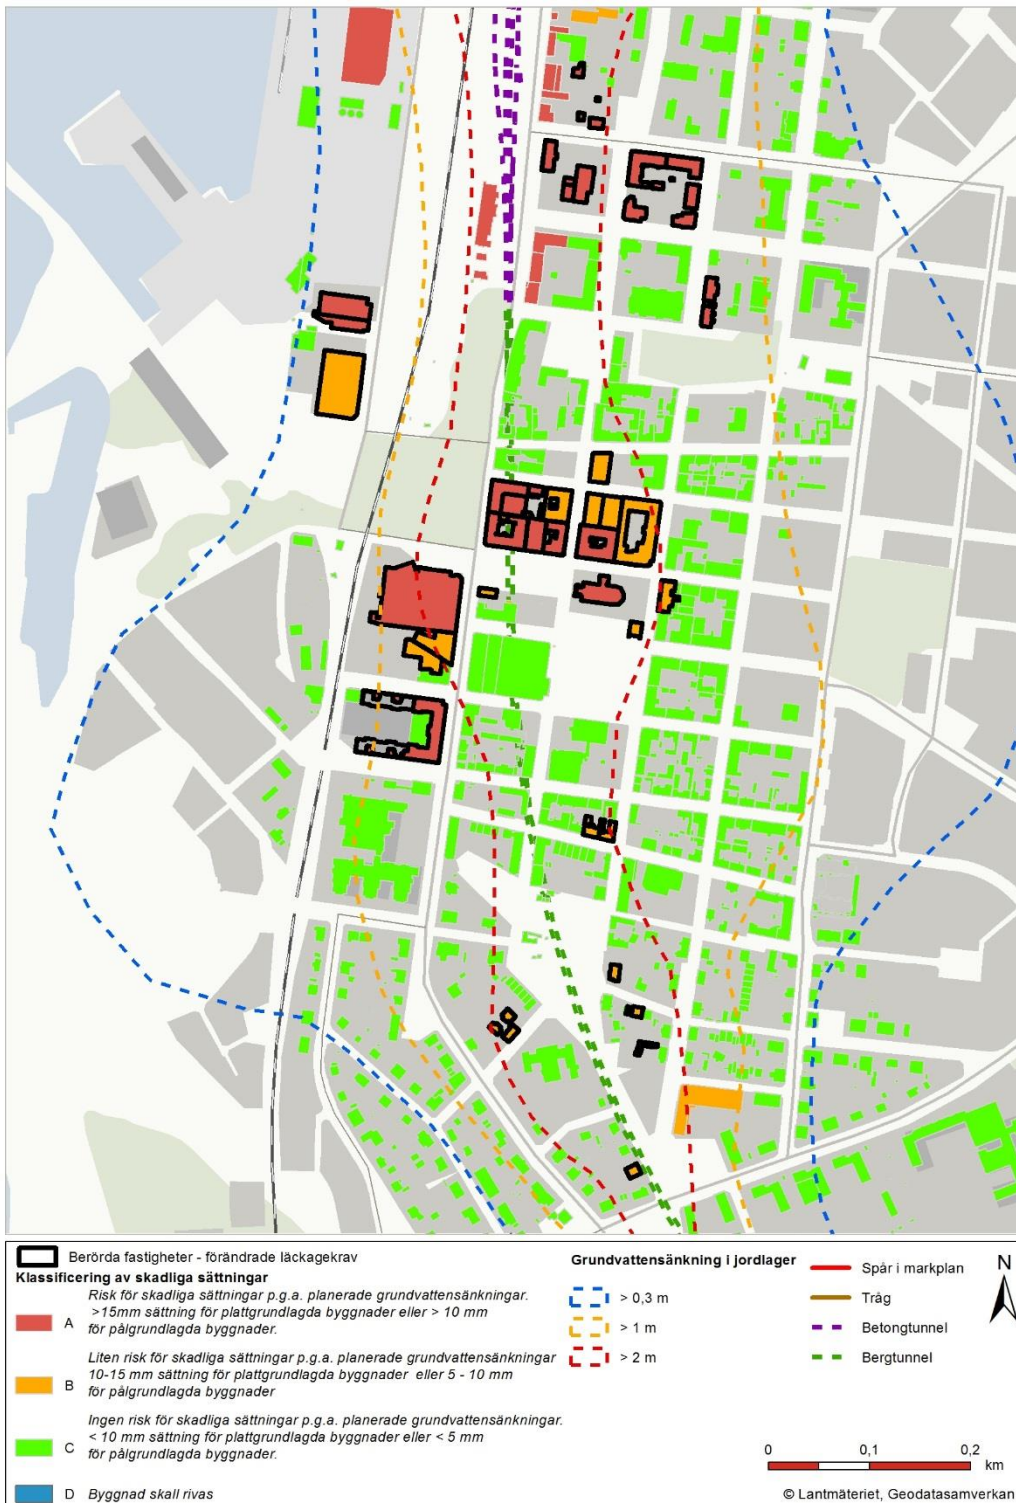 Berörda fastigheter - förändrade läckagekrav
Klassificering av skadliga sättningar
Risk för skadliga sättningar p.g.a. planerade grundvattensänkningar.
>15mm sättning för plattgrundlagda byggnader eller > 10 mm
A
för pålgrundlagda byggnader.
Liten risk för skadliga sättningar p.g.a. planerade grundvattensänkningar
10-15 mm sättning för plattgrundlagda byggnader eller 5 - 10 mm
B
för pålgrundlagda byggnader
Ingen risk för skadliga sättningar p.g.a. planerade grundvattensänkningar.
< 10 mm sättning för plattgrundlagda byggnader eller < 5 mm
C
för pålgrundlagda byggnader.
D Byggnad skall rivas
Grundvattensänkning i jordlager
> 0,3 m
> 1 m
> 2 m
Spår i markplan
Tråg
Betongtunnel
Bergtunnel
N
0 0,1 0,2
km
© Lantmäteriet, Geodatasamverkan